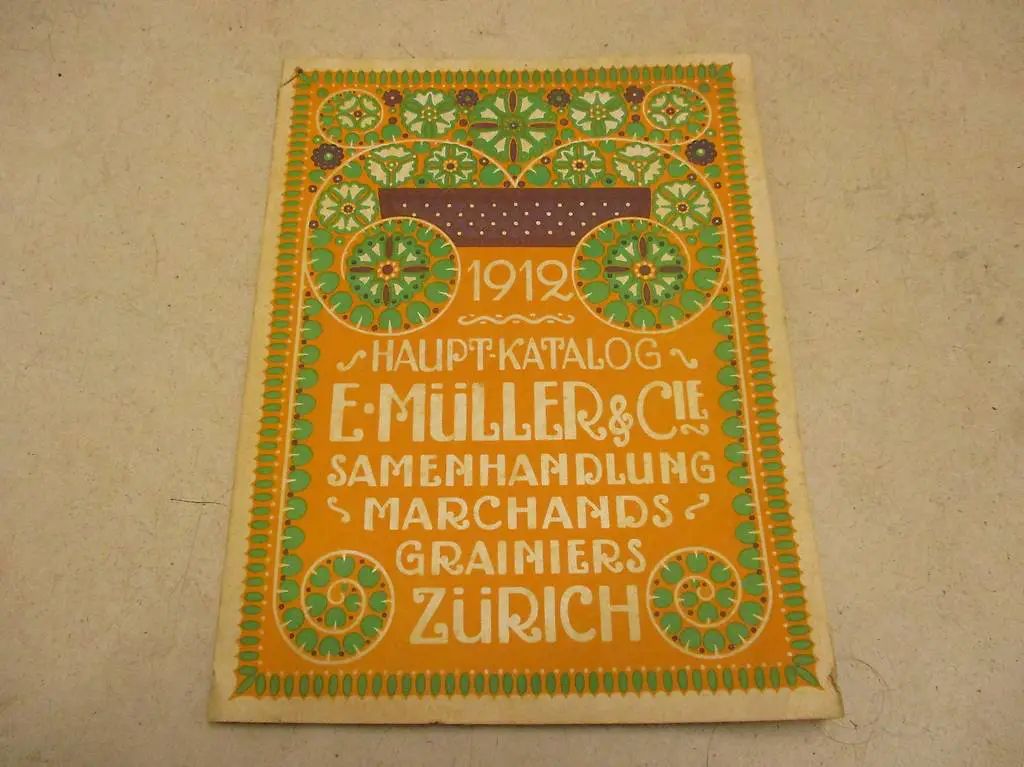 1912
HAUPT-KATALOG
E·MÜLLER & CIE
SAMENHANDLUNG
MARCHANDS
GRAINIERS
ZÜRICH